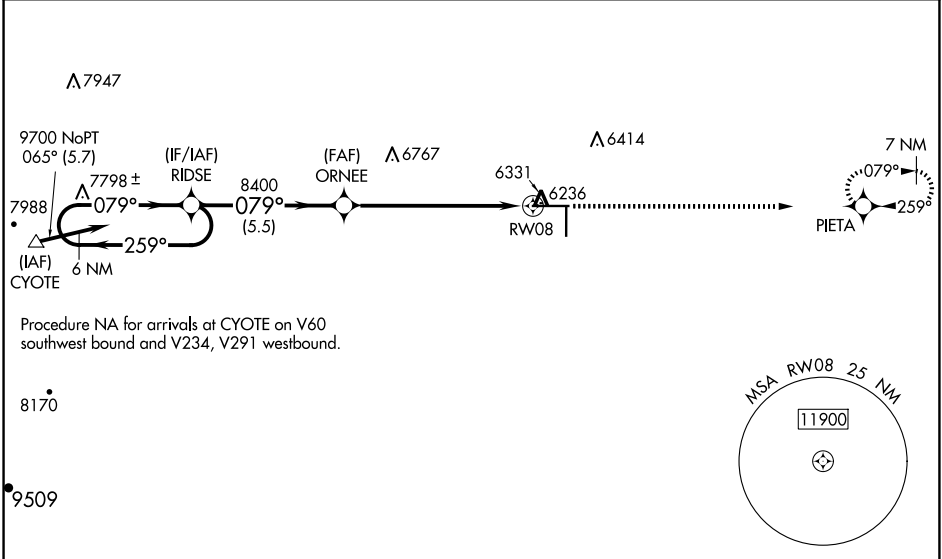 7947
9700 NoPT
065° (5.7)
(IF/IAF)
RIDSE
(FAF)
ORNEE
6767
6414
7 NM
7798 ±
8400
079°
079°
(5.5)
6331
6236
RW08
079°
259°
PIETA
7988
259°
6 NM
(IAF)
CYOTE
Procedure NA for arrivals at CYOTE on V60
southwest bound and V234, V291 westbound.
8170
9509
MSA RW08 25 NM
11900